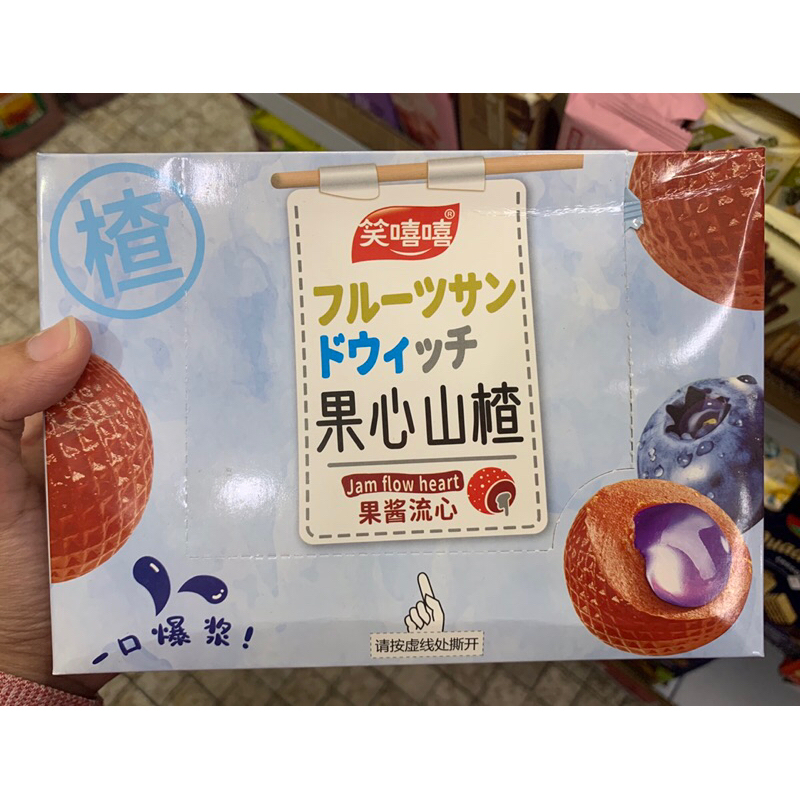 楂
笑嘻嘻®
フルーツサン
ドウィッチ
果心山楂
Jam flow heart
果酱流心
一口爆浆!
请按虚线处撕开